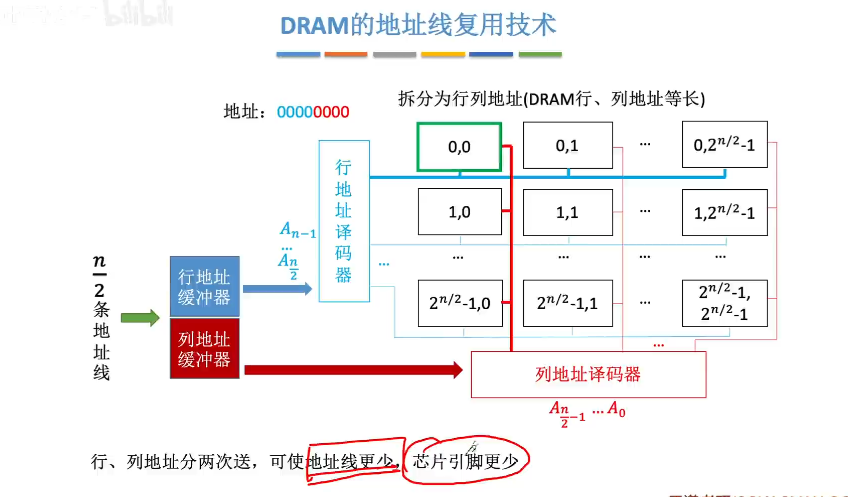 bilibili
DRAM的地址线复用技术
地址：00000000
拆分为行列地址(DRAM行、列地址等长)
行地址译码器
0,0
0,1
...
0,2^{n/2}-1
A_{n-1}
...
A_{n/2}
1,0
1,1
...
1,2^{n/2}-1
...
...
...
...
n/2条地址线
行地址缓冲器
列地址缓冲器
2^{n/2}-1,0
2^{n/2}-1,1
...
2^{n/2}-1,
2^{n/2}-1
...
列地址译码器
A_{n/2-1} ... A_0
行、列地址分两次送，可使地址线更少，芯片引脚更少